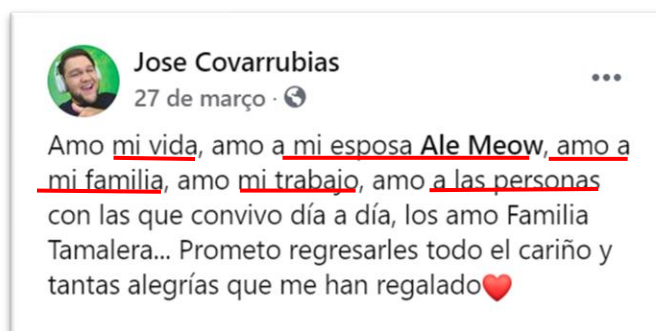 Jose Covarrubias
27 de março ·
Amo mi vida, amo a mi esposa Ale Meow, amo a
mi familia, amo mi trabajo, amo a las personas
con las que convivo día a día, los amo Familia
Tamalera... Prometo regresarles todo el cariño y
tantas alegrías que me han regalado❤️